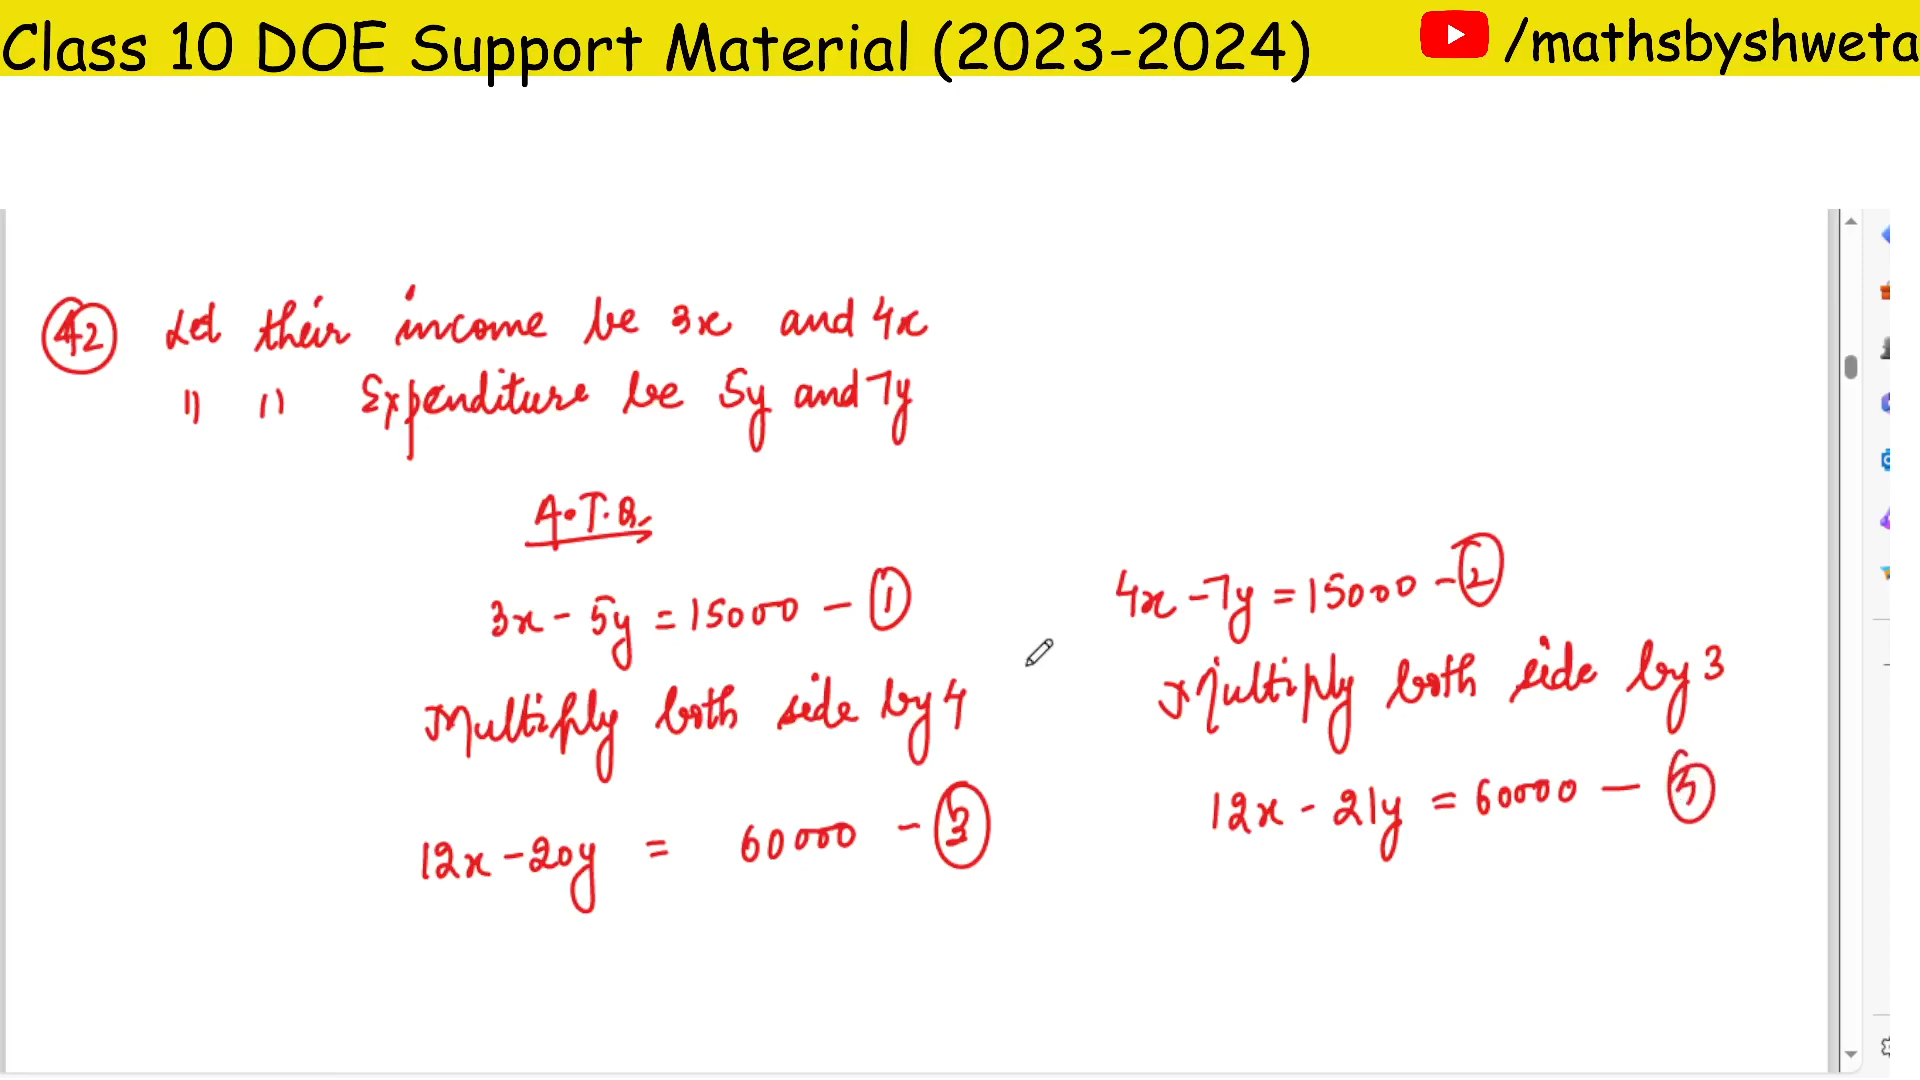 Class 10 DOE Support Material (2023-2024)
/mathsbyshweta
42 Let their income be 3x and 4x
" " Expenditure be 5y and 7y
A.T.Q.
3x - 5y = 15000 - 1
4x - 7y = 15000 - 2
Multiply both side by 4
Multiply both side by 3
12x - 20y = 60000 - 3
12x - 21y = 60000 -